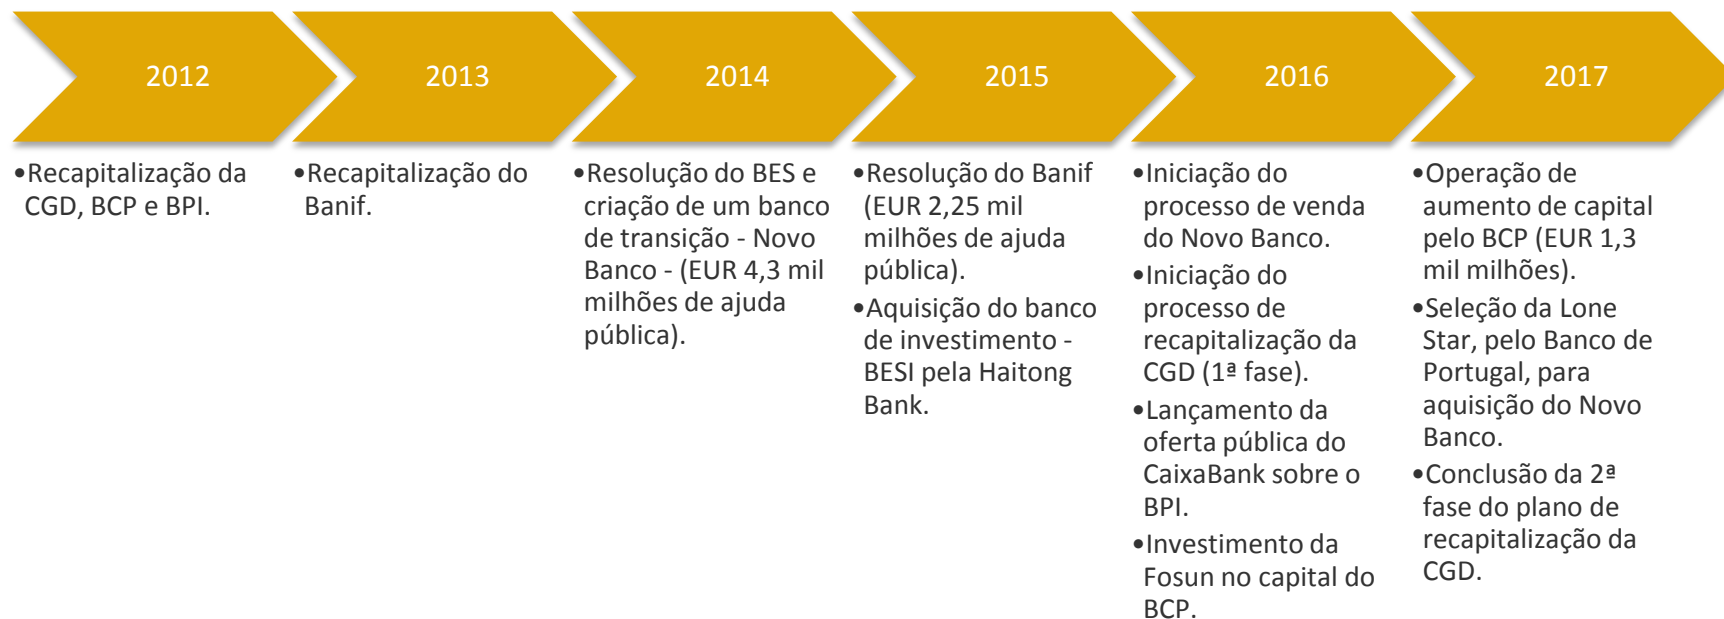 2012
2013
2014
2015
2016
2017
•Recapitalização da
CGD, BCP e BPI.
•Recapitalização do
Banif.
•Resolução do BES e
criação de um banco
de transição - Novo
Banco - (EUR 4,3 mil
milhões de ajuda
pública).
•Resolução do Banif
(EUR 2,25 mil
milhões de ajuda
pública).
•Aquisição do banco
de investimento -
BESI pela Haitong
Bank.
•Iniciação do
processo de venda
do Novo Banco.
•Iniciação do
processo de
recapitalização da
CGD (1ª fase).
•Lançamento da
oferta pública do
CaixaBank sobre o
BPI.
•Investimento da
Fosun no capital do
BCP.
•Operação de
aumento de capital
pelo BCP (EUR 1,3
mil milhões).
•Seleção da Lone
Star, pelo Banco de
Portugal, para
aquisição do Novo
Banco.
•Conclusão da 2ª
fase do plano de
recapitalização da
CGD.